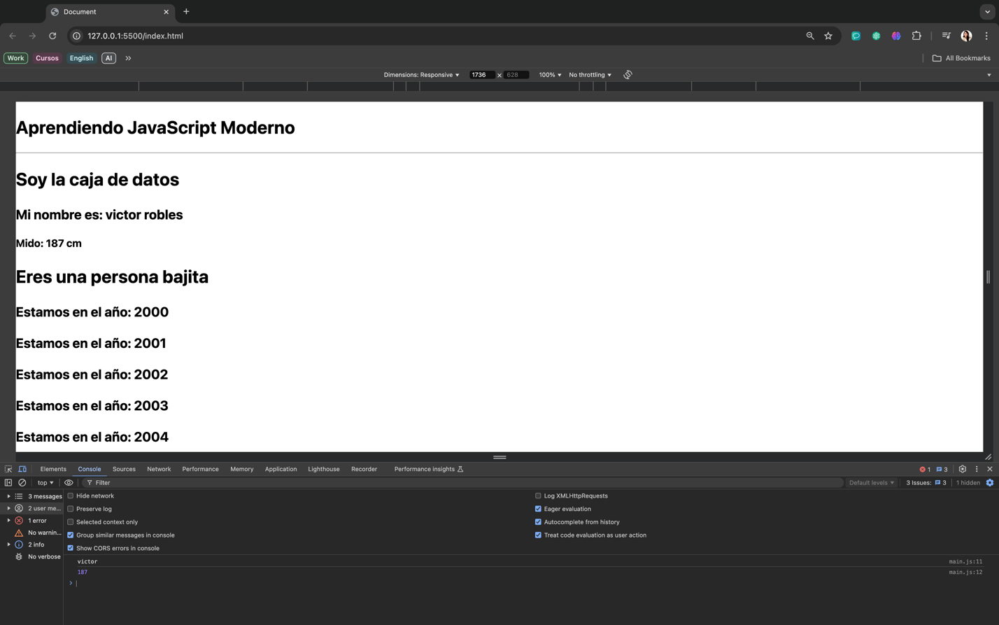 Document
127.0.0.1:5500/index.html
Work Cursos English AI » All Bookmarks
Dimensions: Responsive 1736 × 628 100% No throttling
Aprendiendo JavaScript Moderno
Soy la caja de datos
Mi nombre es: victor robles
Mido: 187 cm
Eres una persona bajita
Estamos en el año: 2000
Estamos en el año: 2001
Estamos en el año: 2002
Estamos en el año: 2003
Estamos en el año: 2004
Elements Console Sources Network Performance Memory Application Lighthouse Recorder Performance insights 1 3
top Filter Default levels 3 Issues: 3 1 hidden
3 messages Hide network Log XMLHttpRequests
2 user me... Preserve log Eager evaluation
1 error Selected context only Autocomplete from history
No warnin... Group similar messages in console Treat code evaluation as user action
2 info Show CORS errors in console
No verbose
victor main.js:11
187 main.js:12